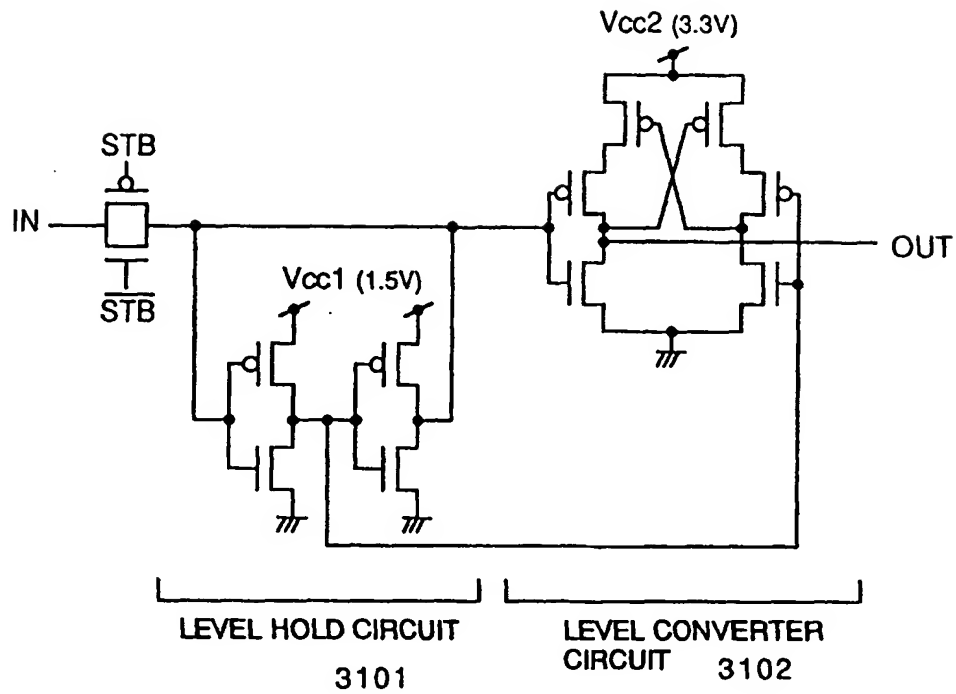 Vcc2 (3.3V)
STB
IN
STB
Vcc1 (1.5V)
OUT
LEVEL HOLD CIRCUIT
3101
LEVEL CONVERTER
CIRCUIT 3102